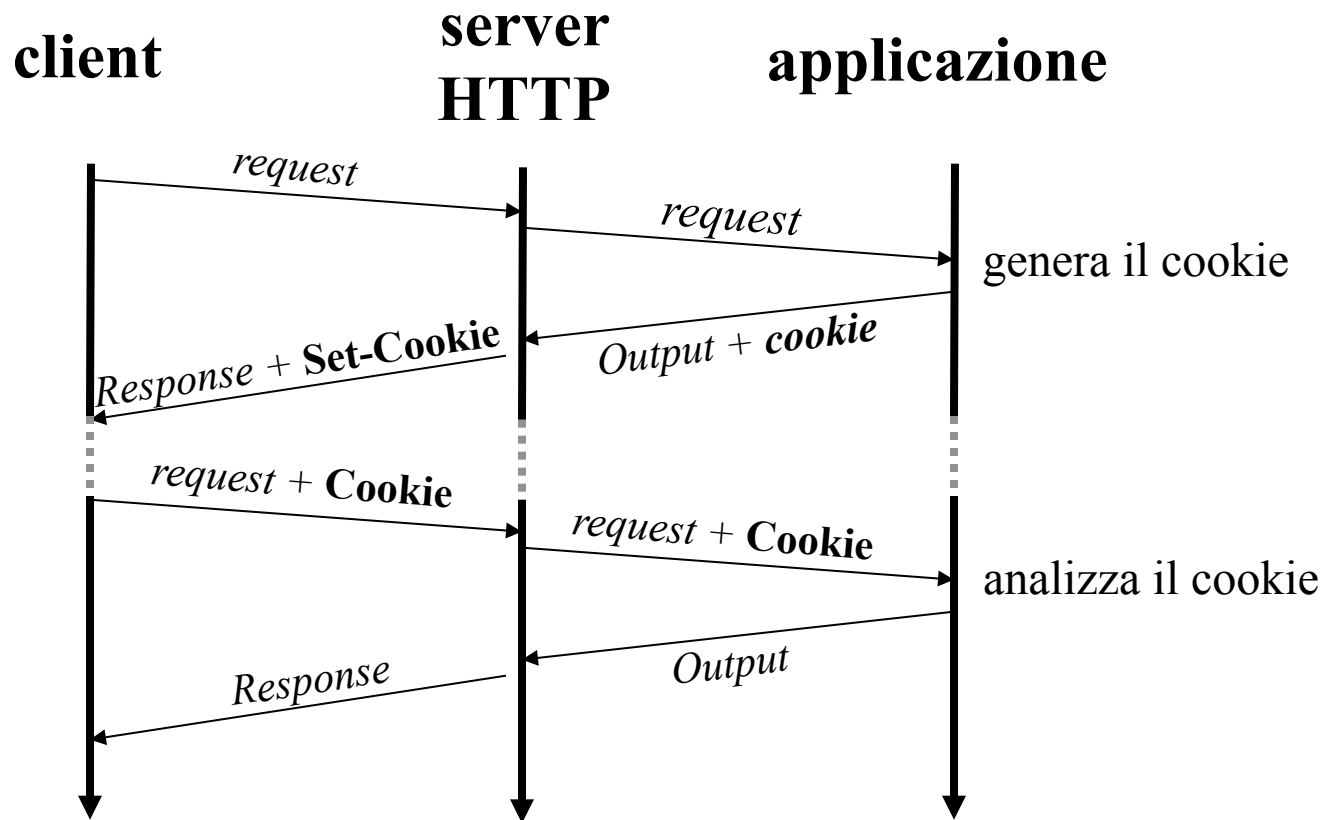 client
server
HTTP
applicazione
request
request
genera il cookie
Output + cookie
Response + Set-Cookie
request + Cookie
request + Cookie
analizza il cookie
Output
Response